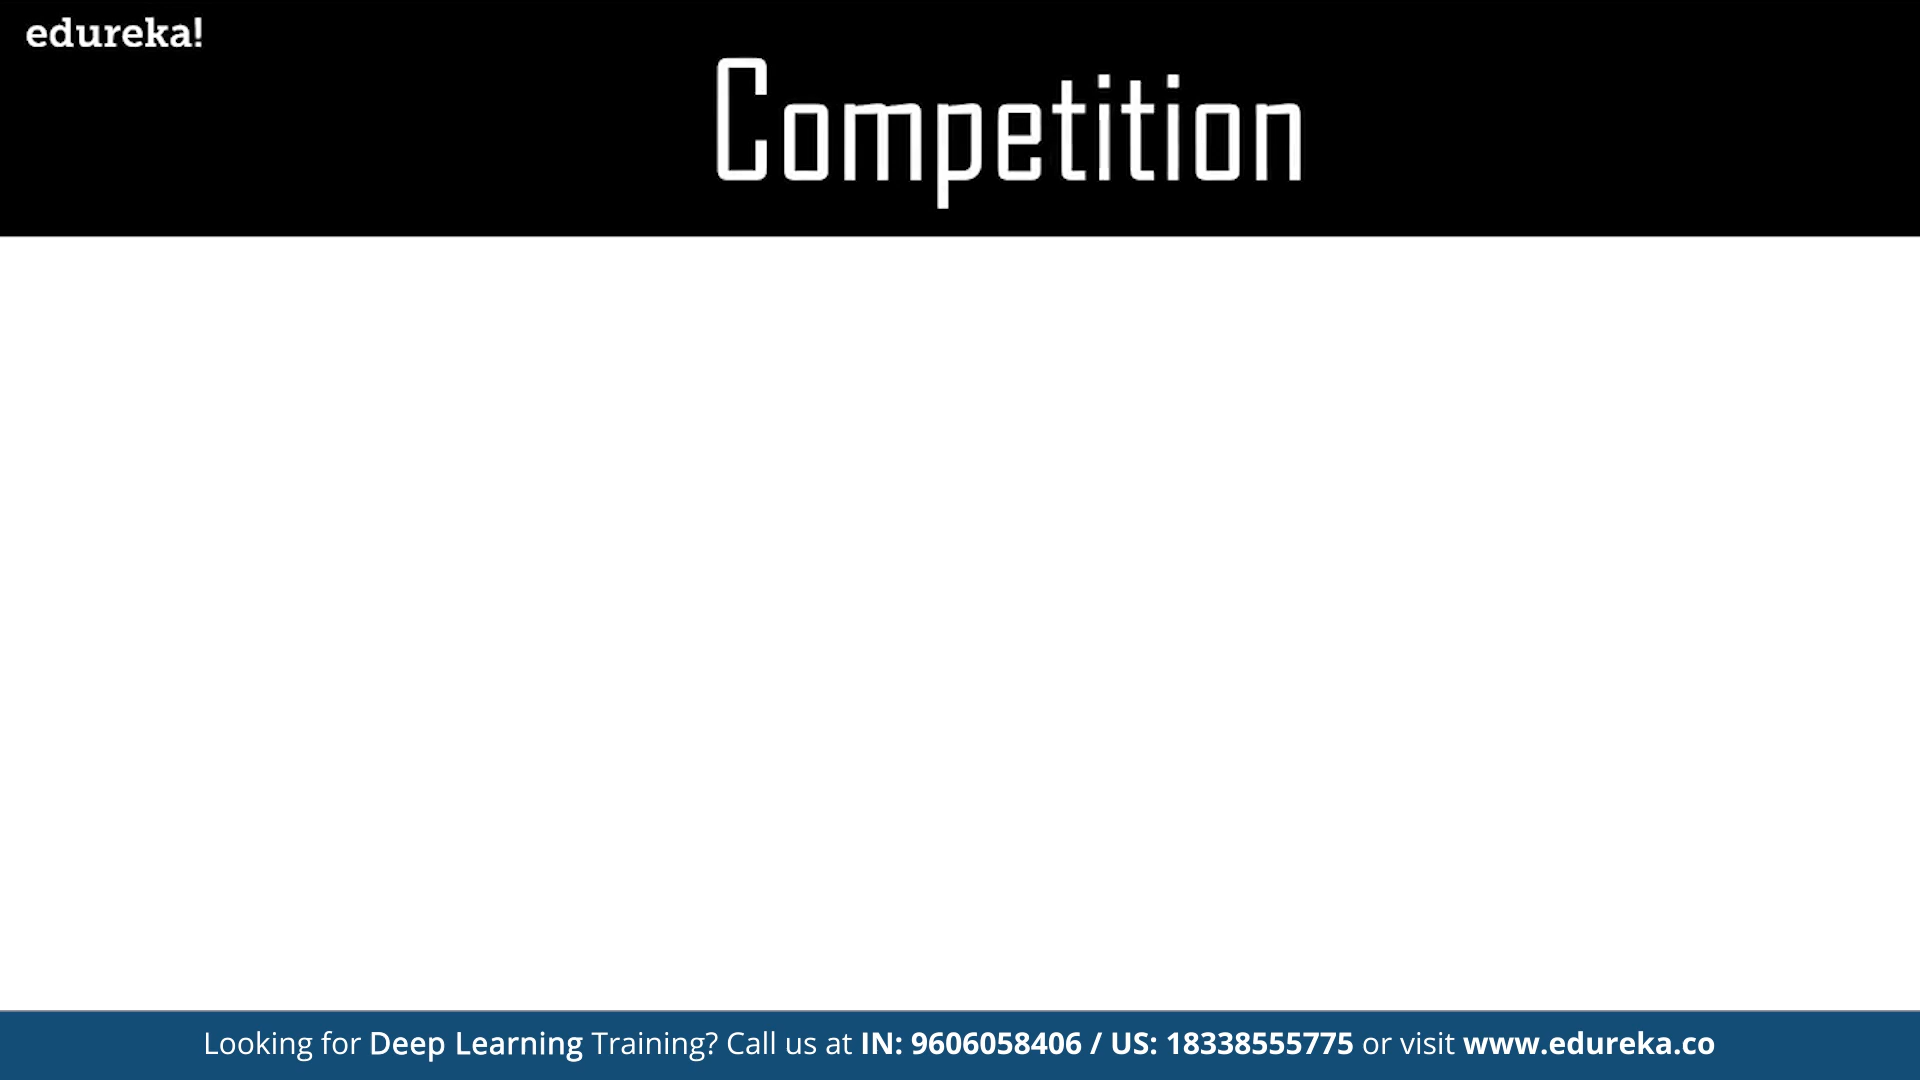 edureka!
Competition
Looking for Deep Learning Training? Call us at IN: 9606058406 / US: 18338555775 or visit www.edureka.co